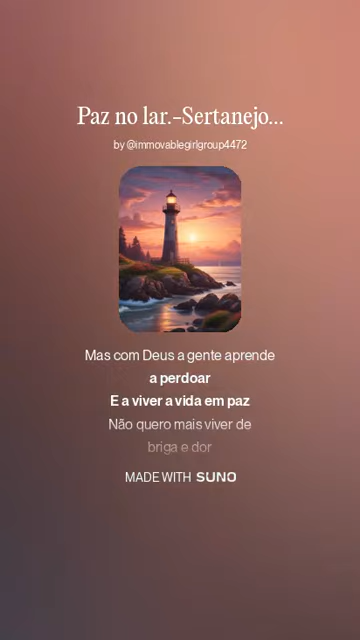 Paz no lar.-Sertanejo...
by @immovablegirlgroup4472
Mas com Deus a gente aprende
a perdoar
E a viver a vida em paz
Não quero mais viver de
briga e dor
MADE WITH SUNO